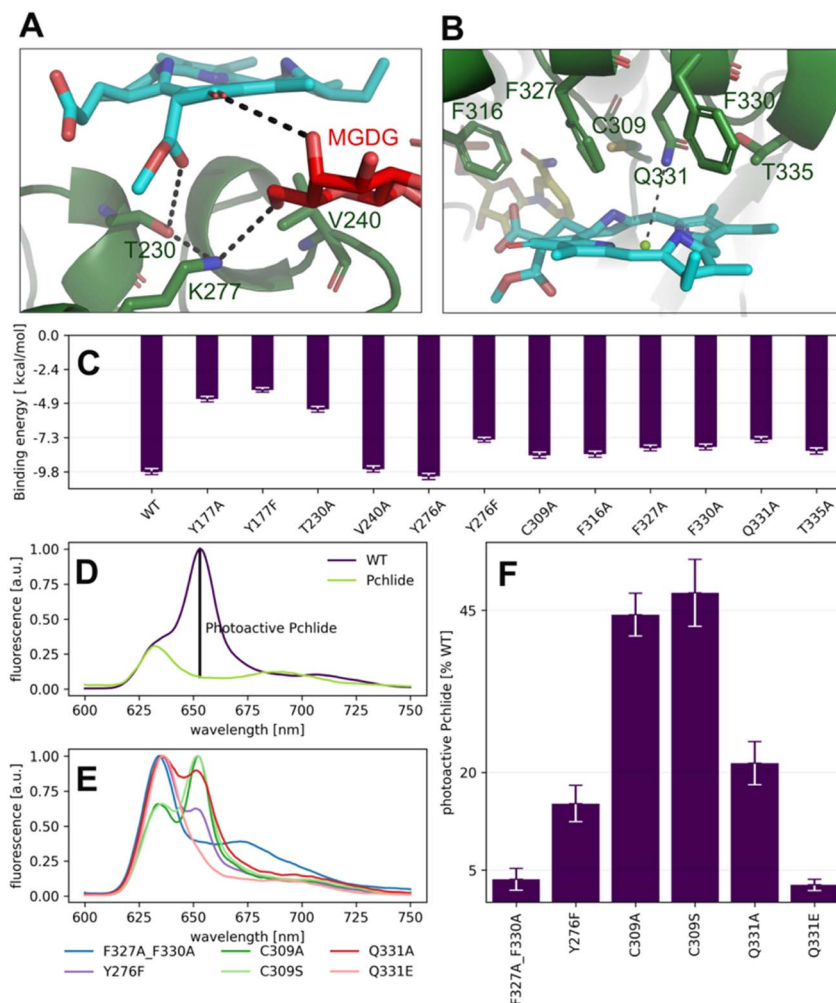 A
MGDG
T230
V240
K277
B
F327
F316
C309
F330
Q331
T335
C
Binding energy [ kcal/mol]
0.0
-2.4
-4.9
-7.3
-9.8
WT
Y177A
Y177F
T230A
V240A
Y276A
Y276F
C309A
F316A
F327A
F330A
Q331A
T335A
D
fluorescence [a.u.]
1.00
0.75
0.50
0.25
0.00
WT
Pchlide
Photoactive Pchlide
600 625 650 675 700 725 750
wavelength [nm]
E
fluorescence [a.u.]
1.00
0.75
0.50
0.25
0.00
600 625 650 675 700 725 750
wavelength [nm]
F327A_F330A C309A Q331A
Y276F C309S Q331E
F
photoactive Pchlide [% WT]
45
20
5
F327A_F330A
Y276F
C309A
C309S
Q331A
Q331E